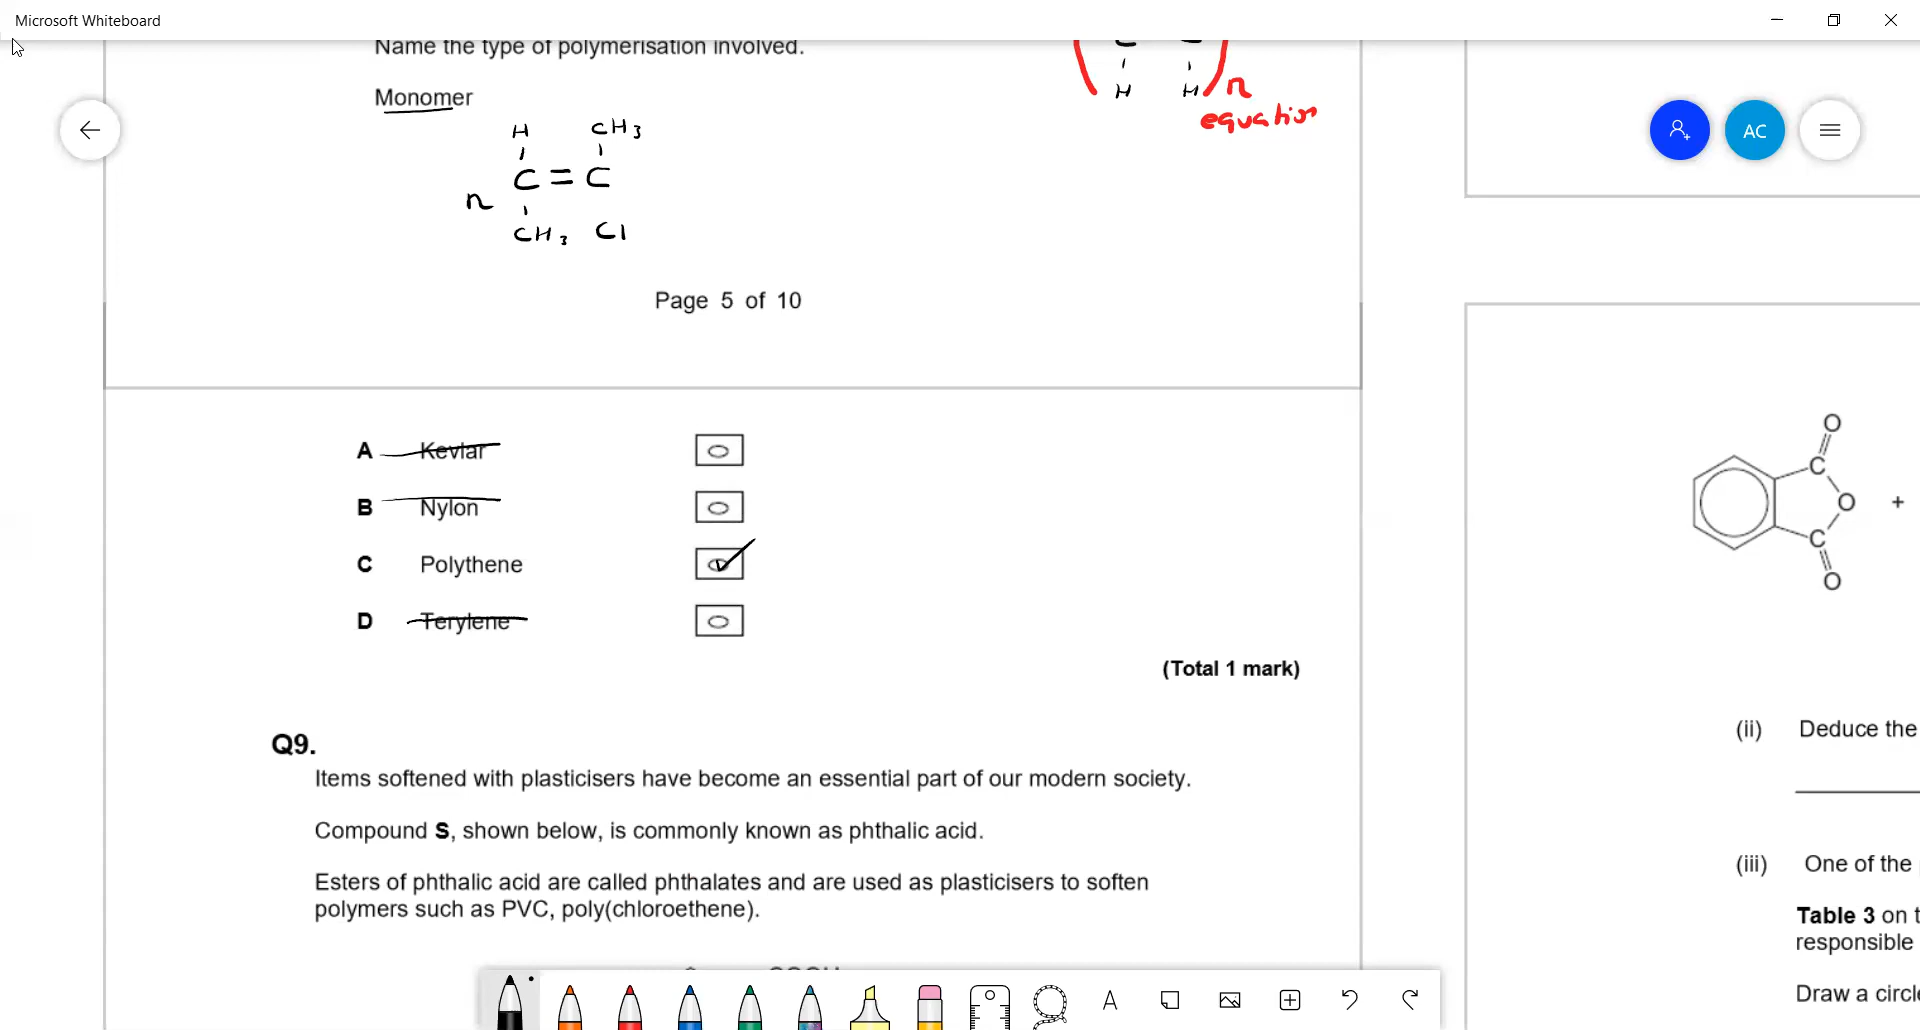 Microsoft Whiteboard
Name the type of polymerisation involved.
Monomer
H CH3
C = C
n
CH3 Cl
C C
H H
n
equation
Page 5 of 10
AC
A Kevlar
B Nylon
C Polythene
D Terylene
(Total 1 mark)
Q9.
Items softened with plasticisers have become an essential part of our modern society.
Compound S, shown below, is commonly known as phthalic acid.
Esters of phthalic acid are called phthalates and are used as plasticisers to soften
polymers such as PVC, poly(chloroethene).
O
C
O +
C
O
(ii) Deduce the
(iii) One of the
Table 3 on t
responsible
Draw a circle
A